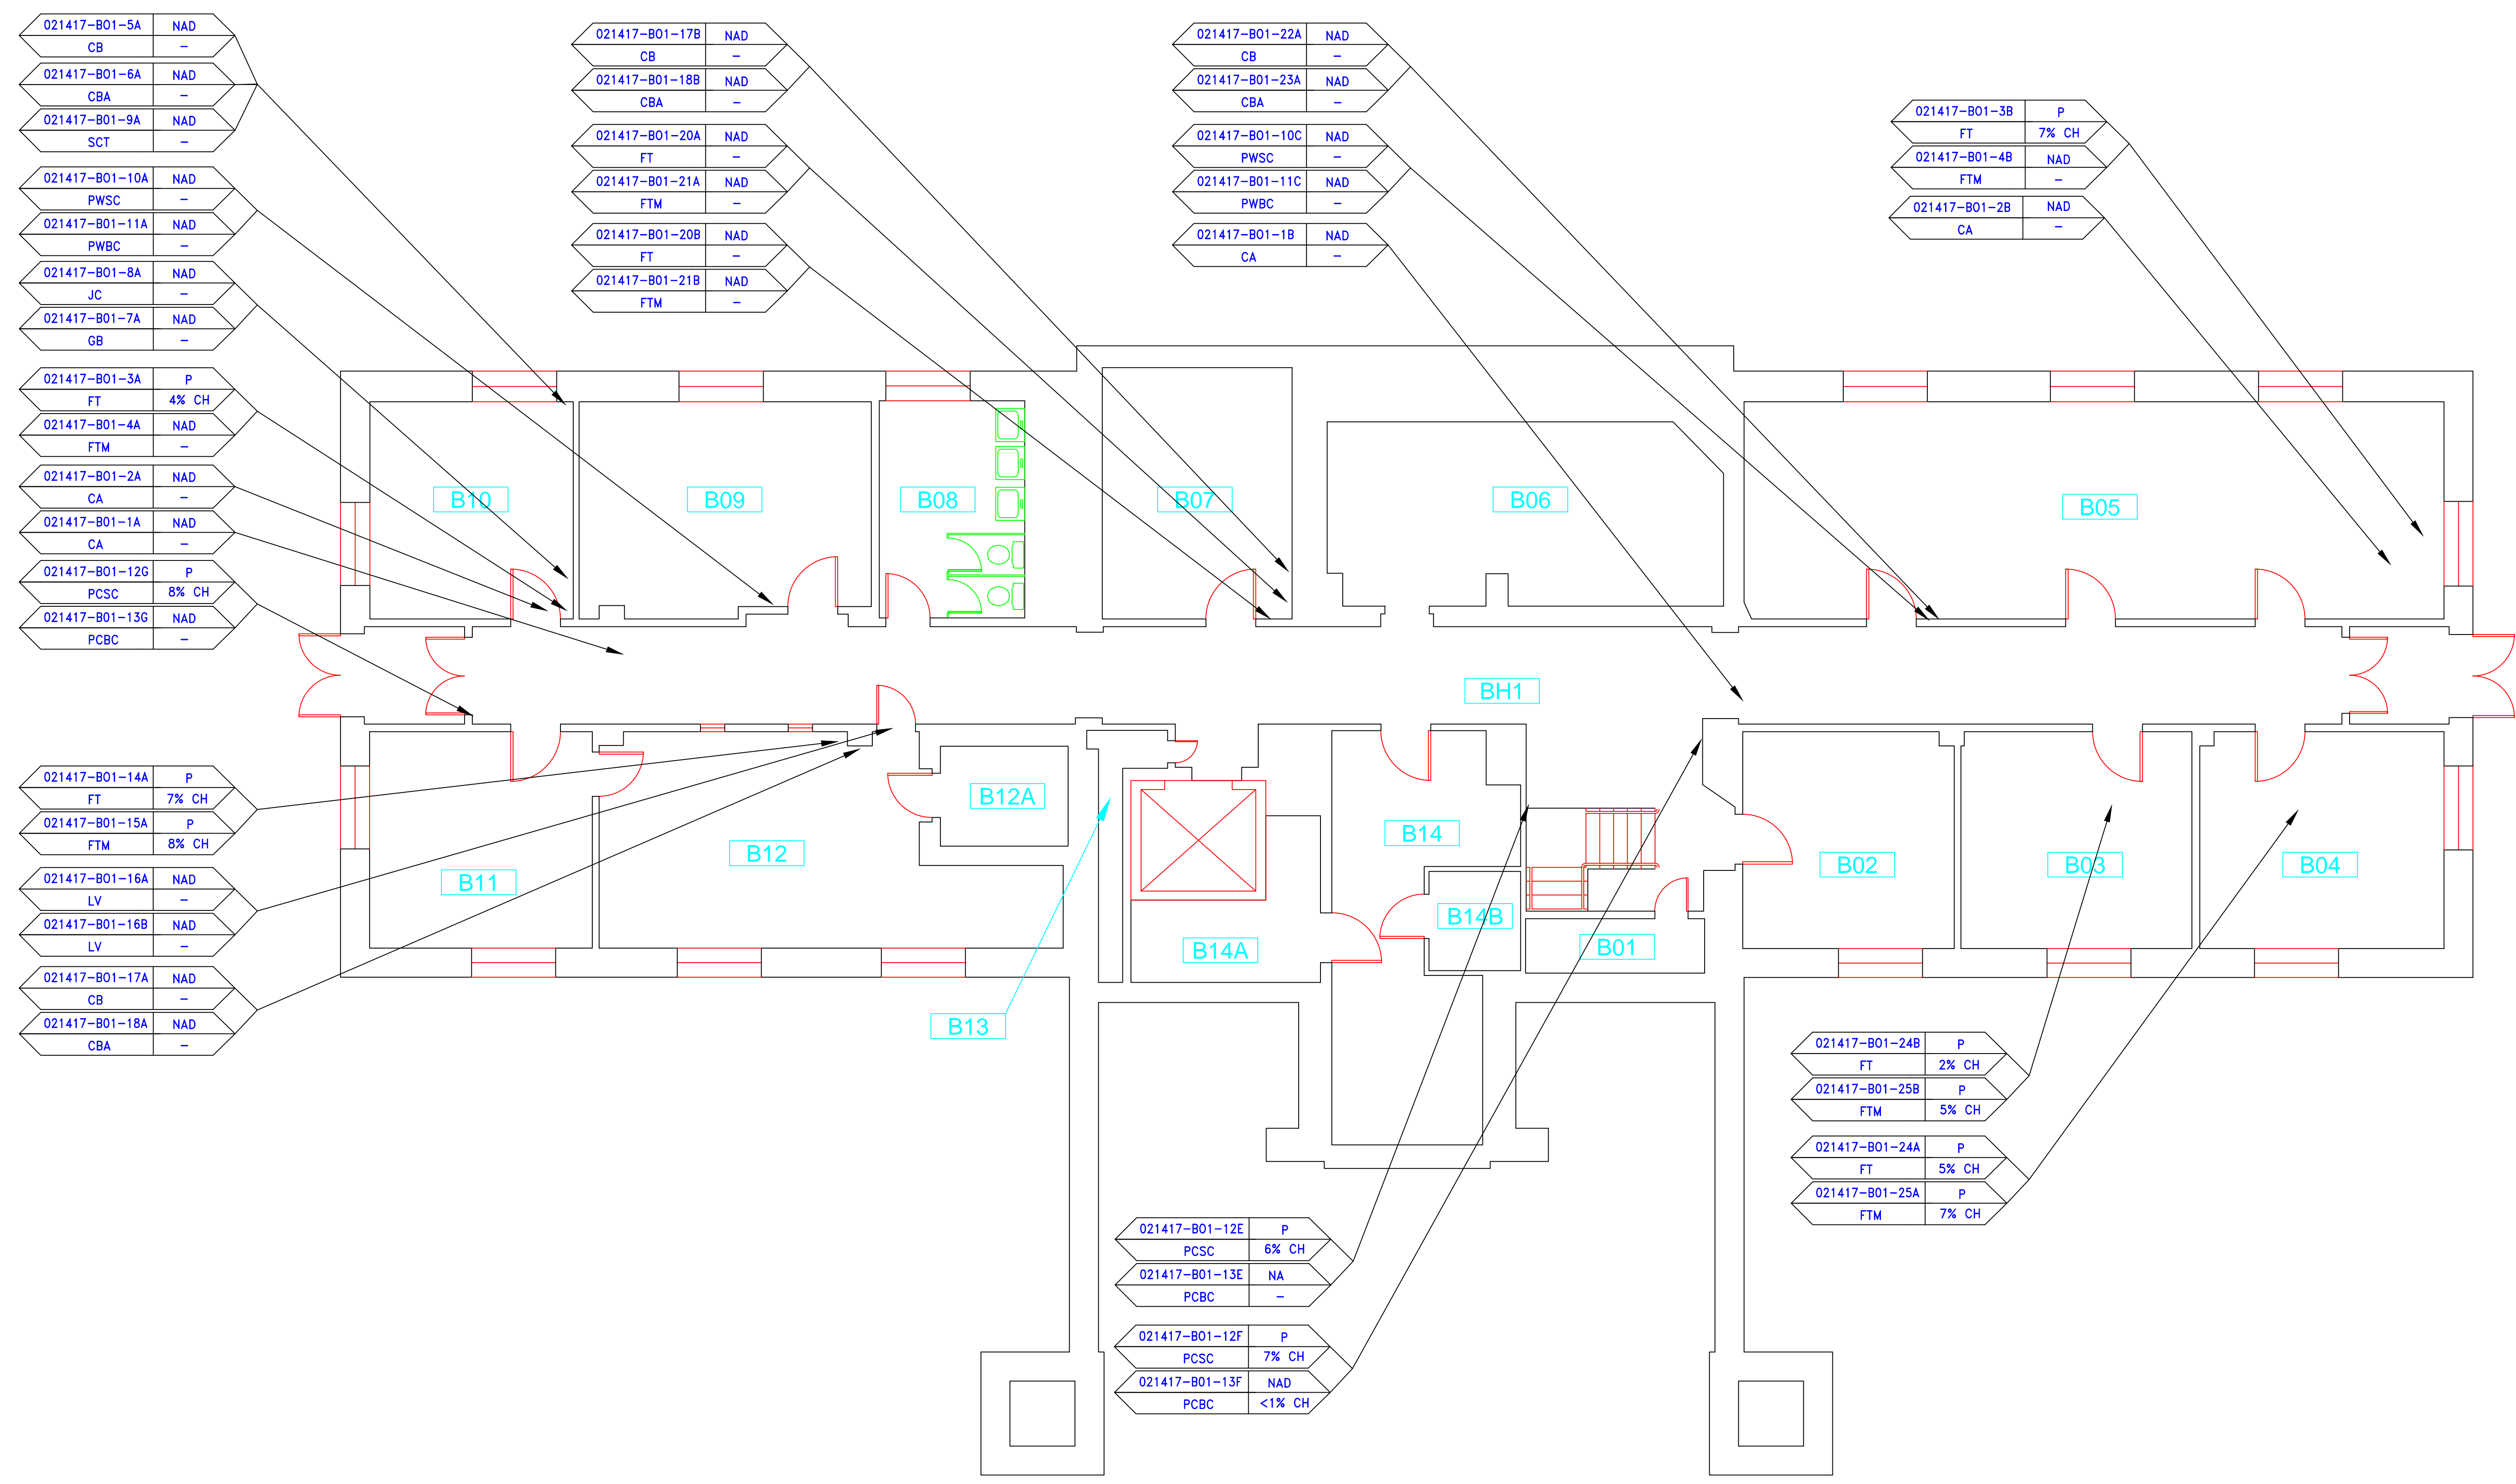 021417-B01-5A NAD
CB -
021417-B01-6A NAD
CBA -
021417-B01-9A NAD
SCT -
021417-B01-10A NAD
PWSC -
021417-B01-11A NAD
PWBC -
021417-B01-8A NAD
JC -
021417-B01-7A NAD
GB -
021417-B01-3A P
FT 4% CH
021417-B01-4A NAD
FTM -
021417-B01-2A NAD
CA -
021417-B01-1A NAD
CA -
021417-B01-12G P
PCSC 8% CH
021417-B01-13G NAD
PCBC -
021417-B01-14A P
FT 7% CH
021417-B01-15A P
FTM 8% CH
021417-B01-16A NAD
LV -
021417-B01-16B NAD
LV -
021417-B01-17A NAD
CB -
021417-B01-18A NAD
CBA -
021417-B01-17B NAD
CB -
021417-B01-18B NAD
CBA -
021417-B01-20A NAD
FT -
021417-B01-21A NAD
FTM -
021417-B01-20B NAD
FT -
021417-B01-21B NAD
FTM -
021417-B01-22A NAD
CB -
021417-B01-23A NAD
CBA -
021417-B01-10C NAD
PWSC -
021417-B01-11C NAD
PWBC -
021417-B01-1B NAD
CA -
021417-B01-3B P
FT 7% CH
021417-B01-4B NAD
FTM -
021417-B01-2B NAD
CA -
B10
B09
B08
B07
B06
B05
BH1
B11
B12
B12A
B13
B14
B14A
B14B
B01
B02
B03
B04
021417-B01-24B P
FT 2% CH
021417-B01-25B P
FTM 5% CH
021417-B01-24A P
FT 5% CH
021417-B01-25A P
FTM 7% CH
021417-B01-12E P
PCSC 6% CH
021417-B01-13E NA
PCBC -
021417-B01-12F P
PCSC 7% CH
021417-B01-13F NAD
PCBC <1% CH